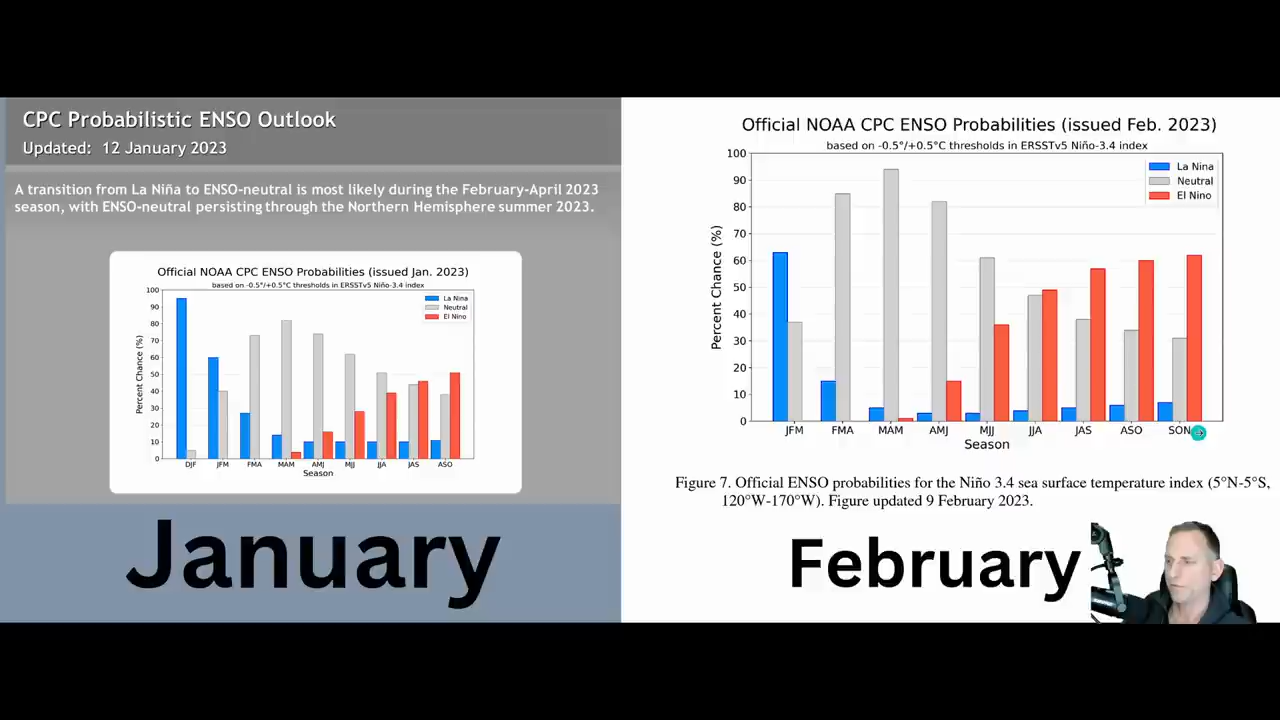 CPC Probabilistic ENSO Outlook
Updated: 12 January 2023
A transition from La Niña to ENSO-neutral is most likely during the February-April 2023
season, with ENSO-neutral persisting through the Northern Hemisphere summer 2023.
Official NOAA CPC ENSO Probabilities (issued Jan. 2023)
based on -0.5°/+0.5°C thresholds in ERSSTv5 Niño-3.4 index
La Nina
Neutral
El Nino
Percent Chance (%)
100
90
80
70
60
50
40
30
20
10
0
DJF JFM FMA MAM AMJ MJJ JJA JAS ASO
Season
January
Official NOAA CPC ENSO Probabilities (issued Feb. 2023)
based on -0.5°/+0.5°C thresholds in ERSSTv5 Niño-3.4 index
La Nina
Neutral
El Nino
Percent Chance (%)
100
90
80
70
60
50
40
30
20
10
0
JFM FMA MAM AMJ MJJ JJA JAS ASO SON
Season
Figure 7. Official ENSO probabilities for the Niño 3.4 sea surface temperature index (5°N-5°S,
120°W-170°W). Figure updated 9 February 2023.
February